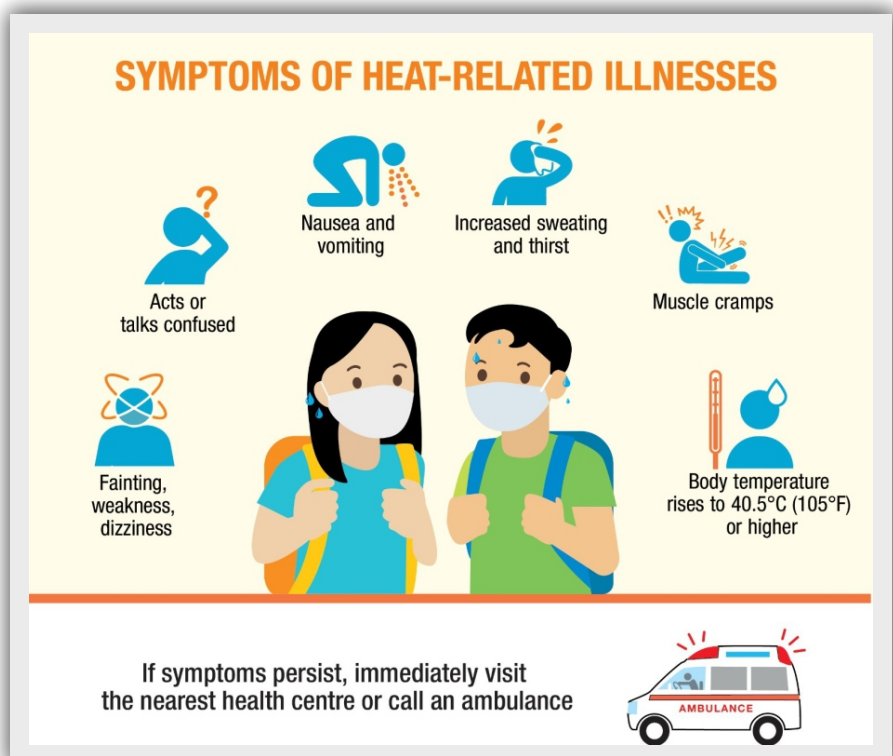 SYMPTOMS OF HEAT-RELATED ILLNESSES
Nausea and
vomiting
Increased sweating
and thirst
Acts or
talks confused
Muscle cramps
Fainting,
weakness,
dizziness
Body temperature
rises to 40.5°C (105°F)
or higher
If symptoms persist, immediately visit
the nearest health centre or call an ambulance
AMBULANCE